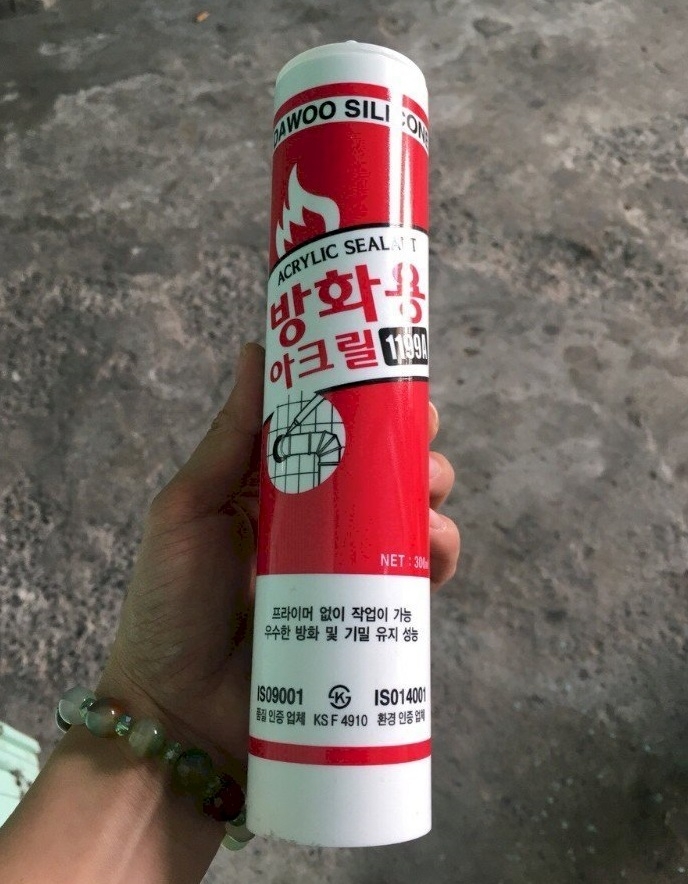 DAWOO SILICONE
ACRYLIC SEALANT
방화용
아크릴 1199A
NET : 300
프라이머 없이 작업이 가능
우수한 방화 및 기밀 유지 성능
ISO9001 ISO14001
품질 인증 업체 KS F 4910 환경 인증 업체